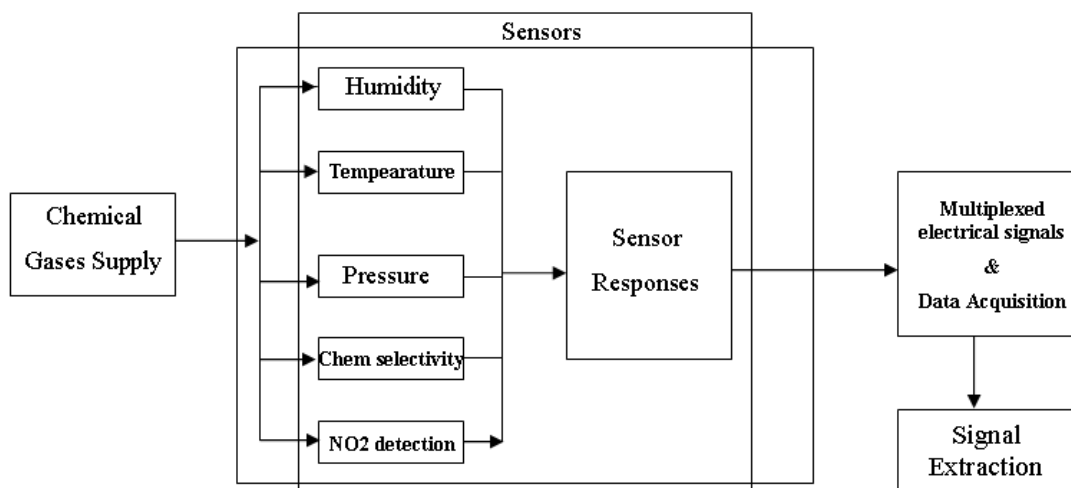 Sensors
Humidity
Tempearature
Pressure
Chem selectivity
NO2 detection
Chemical
Gases Supply
Sensor
Responses
Multiplexed
electrical signals
&
Data Acquisition
Signal
Extraction